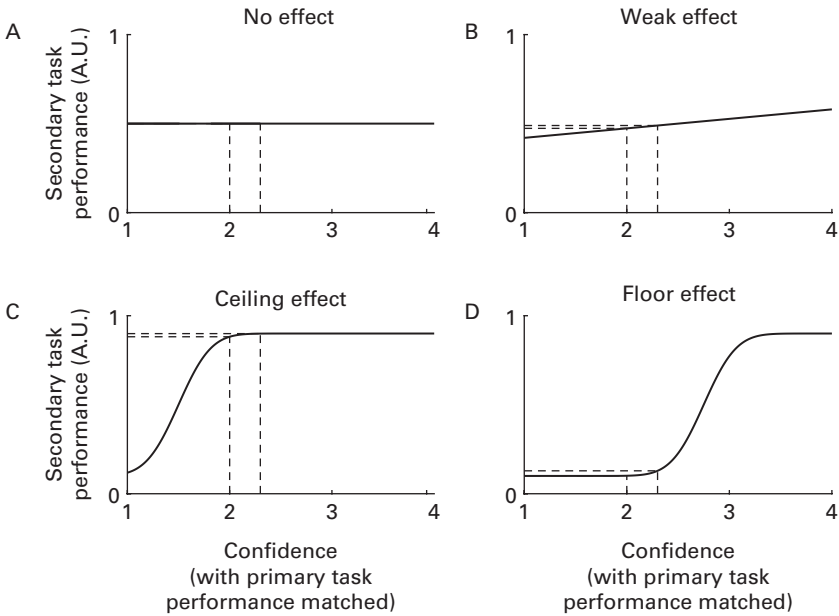 A
No effect
Secondary task
performance (A.U.)
1
0
1
2
3
4
B
Weak effect
1
0
1
2
3
4
C
Ceiling effect
Secondary task
performance (A.U.)
1
0
1
2
3
4
Confidence
(with primary task
performance matched)
D
Floor effect
1
0
1
2
3
4
Confidence
(with primary task
performance matched)